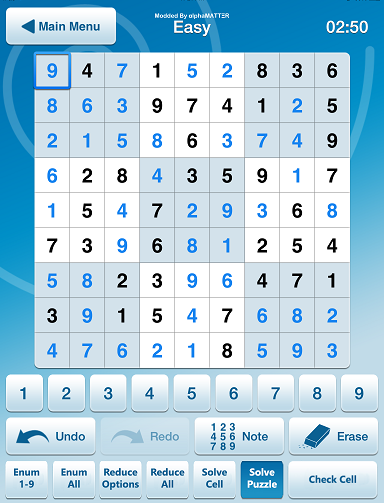 Main Menu
Modded By αlphαMΛTTΞR
Easy
02:50
9 4 7 1 5 2 8 3 6
8 6 3 9 7 4 1 2 5
2 1 5 8 6 3 7 4 9
6 2 8 4 3 5 9 1 7
1 5 4 7 2 9 3 6 8
7 3 9 6 8 1 2 5 4
5 8 2 3 9 6 4 7 1
3 9 1 5 4 7 6 8 2
4 7 6 2 1 8 5 9 3
1 2 3 4 5 6 7 8 9
Undo
Redo
1 2 3
4 5 6
7 8 9
Note
Erase
Enum
1-9
Enum
All
Reduce
Options
Reduce
All
Solve
Cell
Solve
Puzzle
Check Cell